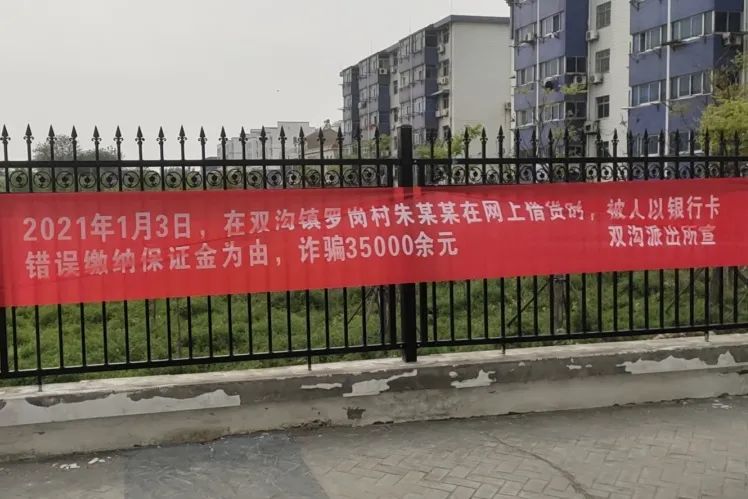 2021年1月3日，在双沟镇罗岗村朱某某在网上借贷时，被人以银行卡
错误缴纳保证金为由，诈骗35000余元 双沟派出所宣